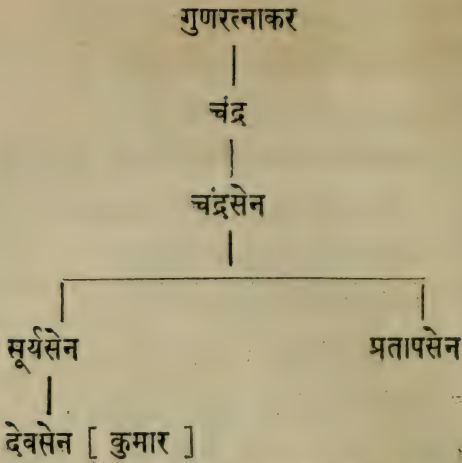 गुणरत्नाकर
चंद्र
चंद्रसेन
सूर्यसेन प्रतापसेन
देवसेन [ कुमार ]